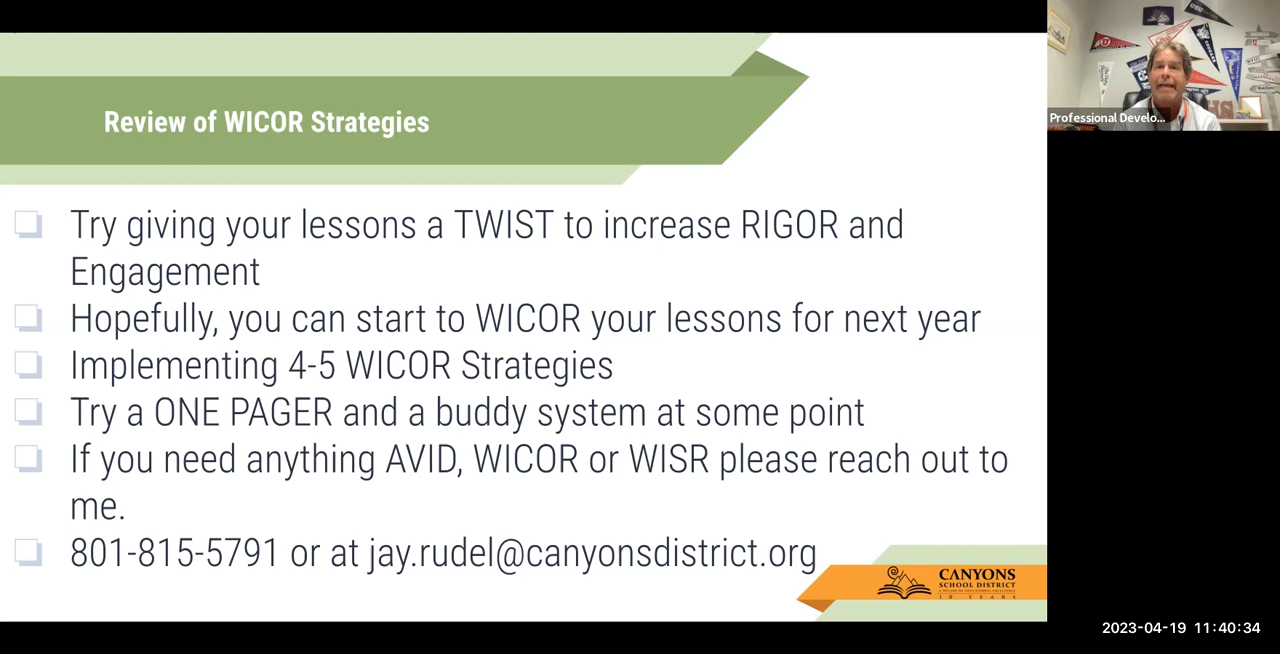 Review of WICOR Strategies
Try giving your lessons a TWIST to increase RIGOR and
Engagement
Hopefully, you can start to WICOR your lessons for next year
Implementing 4-5 WICOR Strategies
Try a ONE PAGER and a buddy system at some point
If you need anything AVID, WICOR or WISR please reach out to
me.
801-815-5791 or at jay.rudel@canyonsdistrict.org
CANYONS
SCHOOL DISTRICT
10 YEARS
Professional Develo...
2023-04-19 11:40:34